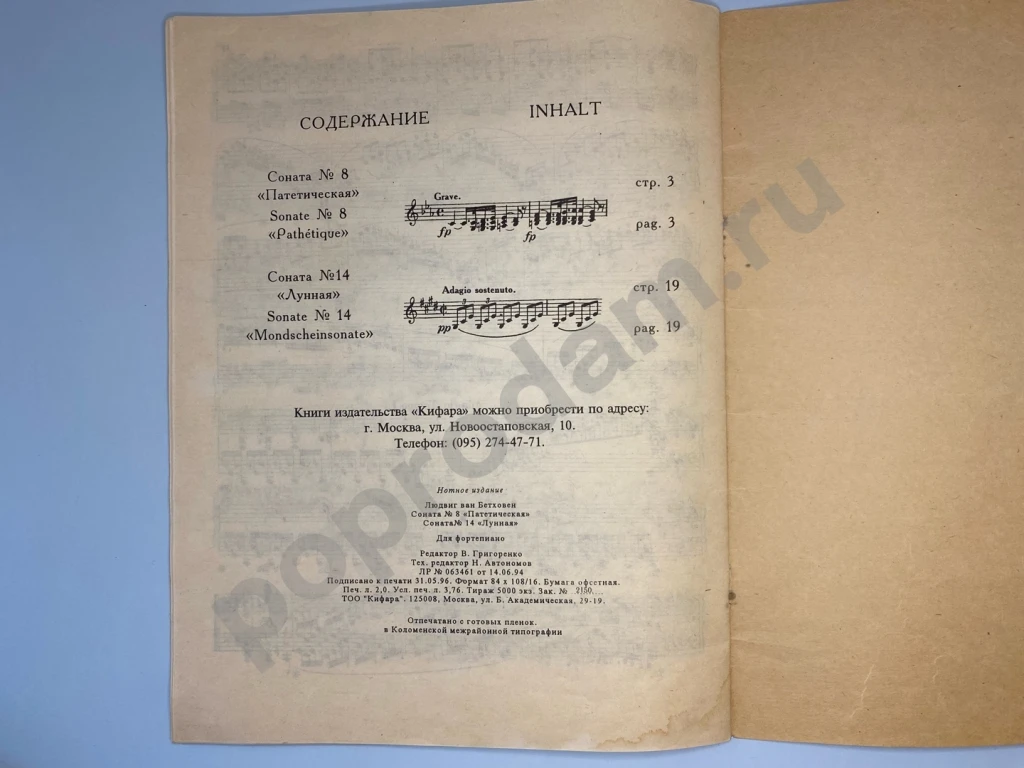 СОДЕРЖАНИЕ INHALT
Соната № 8 стр. 3
«Патетическая»
Grave.
Sonate № 8 pag. 3
«Pathétique»
fp fp
Соната №14 стр. 19
«Лунная»
Adagio sostenuto.
Sonate № 14 pag. 19
«Mondscheinsonate»
pp
Книги издательства «Кифара» можно приобрести по адресу:
г. Москва, ул. Новоостаповская, 10.
Телефон: (095) 274-47-71.
Нотное издание
Людвиг ван Бетховен
Соната № 8 «Патетическая»
Соната№ 14 «Лунная»
Для фортепиано
Редактор В. Григоренко
Тех. редактор Н. Автономов
ЛР № 063461 от 14.06.94
Подписано к печати 31.05.96. Формат 84 х 108/16. Бумага офсетная.
Печ. л. 2,0. Усл. печ. л. 3,76. Тираж 5000 экз. Зак. №
ТОО "Кифара". 125008, Москва, ул. Б. Академическая, 29-19.
Отпечатано с готовых пленок.
в Коломенской межрайонной типографии
poprodam.ru